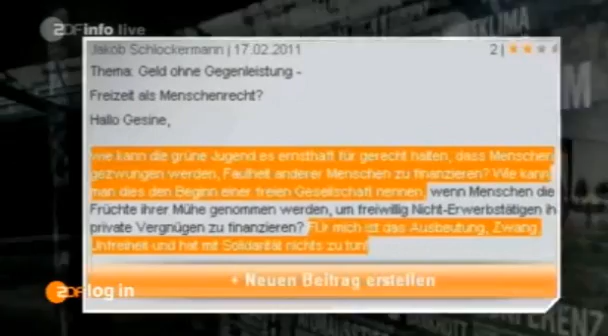 ZDFinfo live
Jakob Schlockermann | 17.02.2011 2 |
Thema: Geld ohne Gegenleistung -
Freizeit als Menschenrecht?
Hallo Gesine,
wie kann die grüne Jugend es ernsthaft für gerecht halten, dass Menschen
gezwungen werden, Faulheit anderer Menschen zu finanzieren? Wie kann
man dies den Beginn einer freien Gesellschaft nennen, wenn Menschen die
Früchte ihrer Mühe genommen werden, um freiwillig Nicht-Erwerbstätigen ih
private Vergnügen zu finanzieren? Für mich ist das Ausbeutung, Zwang,
Unfreiheit und hat mit Solidarität nichts zu tun!
+ Neuen Beitrag erstellen
ZDF log in